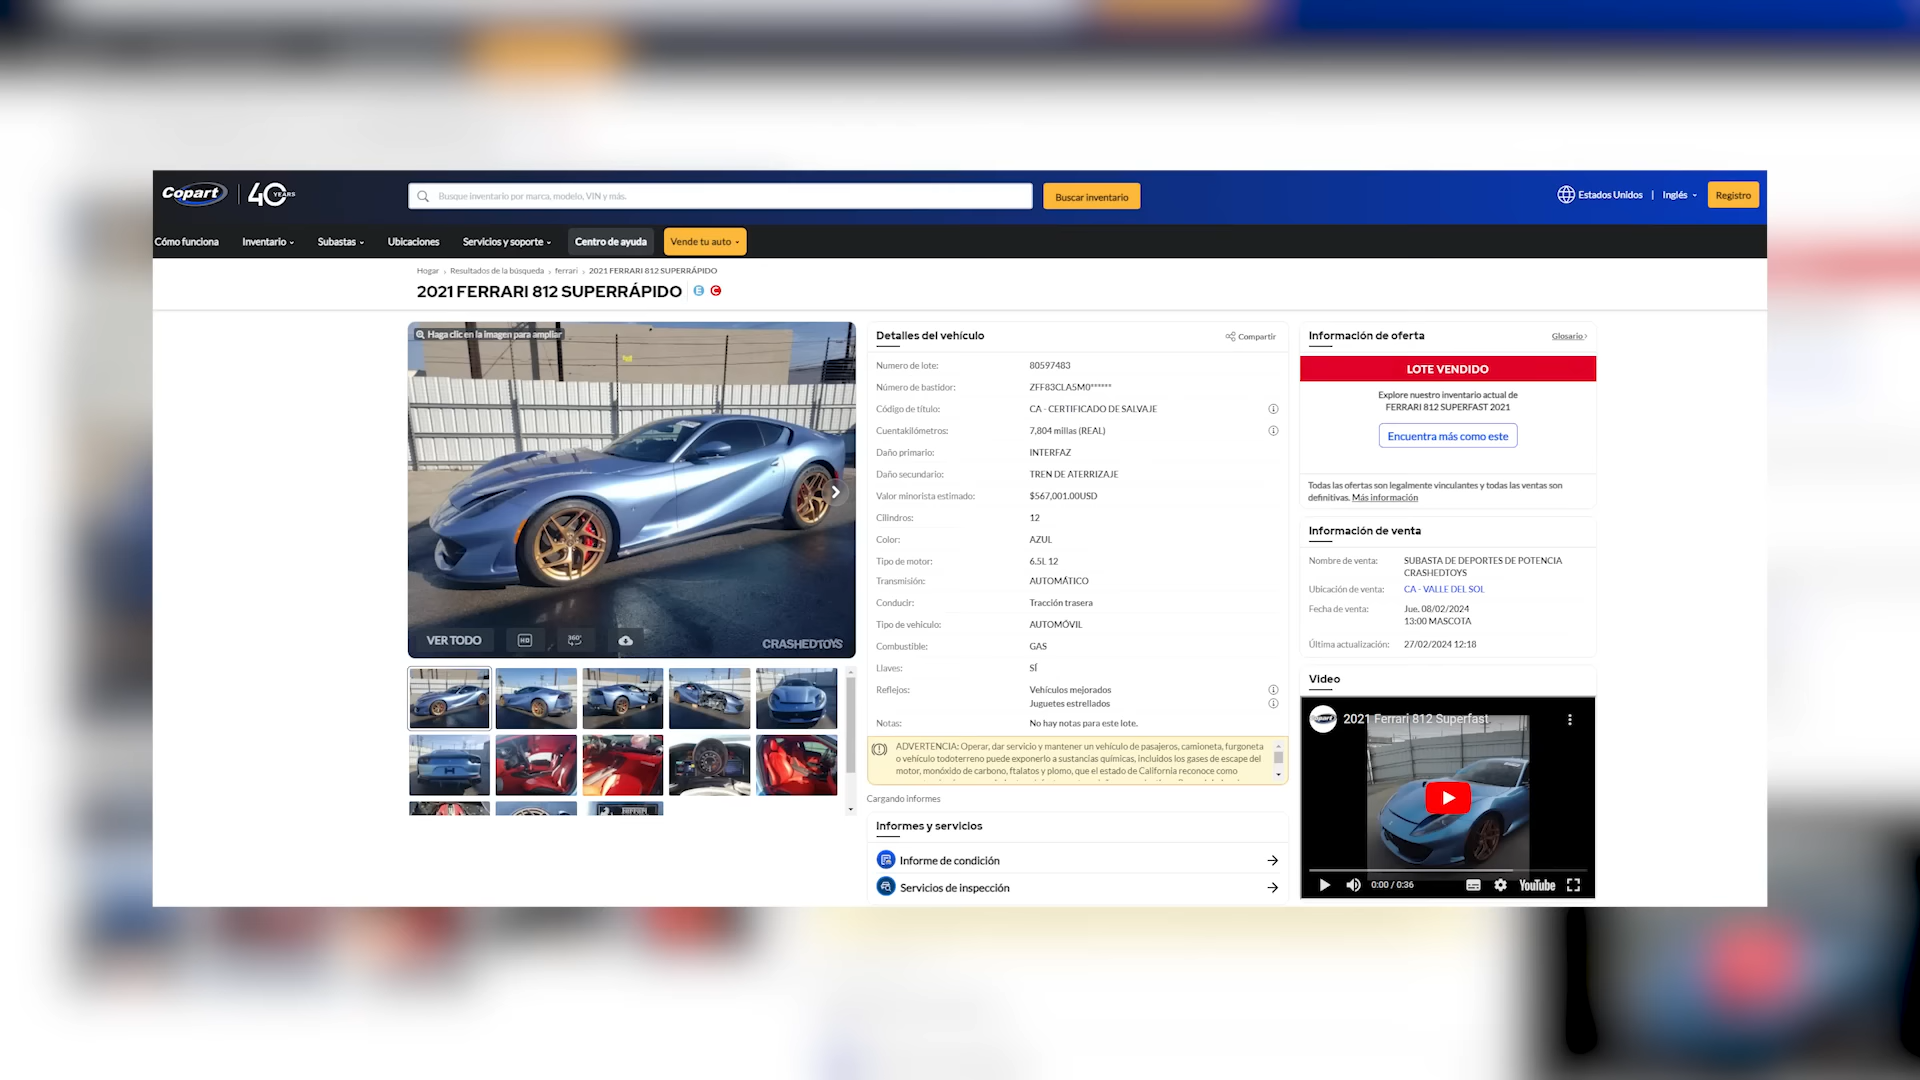 Copart
40 YEARS
Busque inventario por marca, modelo, VIN y más.
Buscar inventario
Estados Unidos
Inglés
Registro
Cómo funciona
Inventario
Subastas
Ubicaciones
Servicios y soporte
Centro de ayuda
Vende tu auto
Hogar
Resultados de la búsqueda
ferrari
2021 FERRARI 812 SUPERRÁPIDO
2021 FERRARI 812 SUPERRÁPIDO
E
C
Haga clic en la imagen para ampliar
VER TODO
HD
360°
CRASHEDTOYS
Detalles del vehículo
Compartir
Numero de lote: 80597483
Número de bastidor: ZFF83CLA5M0******
Código de título: CA - CERTIFICADO DE SALVAJE
Cuentakilómetros: 7,804 millas (REAL)
Daño primario: INTERFAZ
Daño secundario: TREN DE ATERRIZAJE
Valor minorista estimado: $567,001.00USD
Cilindros: 12
Color: AZUL
Tipo de motor: 6.5L 12
Transmisión: AUTOMÁTICO
Conducir: Tracción trasera
Tipo de vehiculo: AUTOMÓVIL
Combustible: GAS
Llaves: SÍ
Reflejos: Vehículos mejorados
Juguetes estrellados
Notas: No hay notas para este lote.
ADVERTENCIA: Operar, dar servicio y mantener un vehículo de pasajeros, camioneta, furgoneta
o vehículo todoterreno puede exponerlo a sustancias químicas, incluidos los gases de escape del
motor, monóxido de carbono, ftalatos y plomo, que el estado de California reconoce como
Cargando informes
Informes y servicios
Informe de condición
Servicios de inspección
Información de oferta
Glosario
LOTE VENDIDO
Explore nuestro inventario actual de
FERRARI 812 SUPERFAST 2021
Encuentra más como este
Todas las ofertas son legalmente vinculantes y todas las ventas son
definitivas. Más información
Información de venta
Nombre de venta: SUBASTA DE DEPORTES DE POTENCIA
CRASHEDTOYS
Ubicación de venta: CA - VALLE DEL SOL
Fecha de venta: Jue. 08/02/2024
13:00 MASCOTA
Última actualización: 27/02/2024 12:18
Video
Copart
2021 Ferrari 812 Superfast
0:00 / 0:36
YouTube